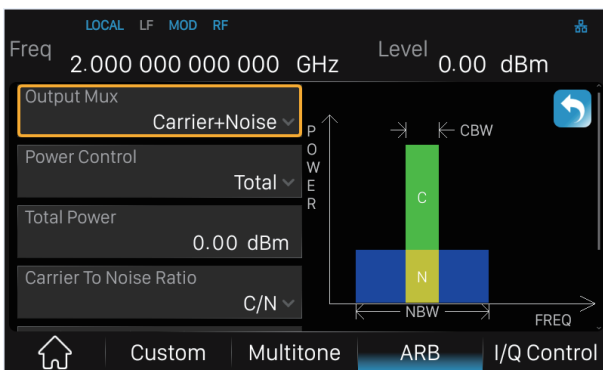 LOCAL LF MOD RF
Freq 2.000 000 000 000 GHz Level 0.00 dBm
Output Mux
Carrier+Noise
Power Control
Total
Total Power
0.00 dBm
Carrier To Noise Ratio
C/N
POWER
CBW
C
N
NBW
FREQ
Custom Multitone ARB I/Q Control